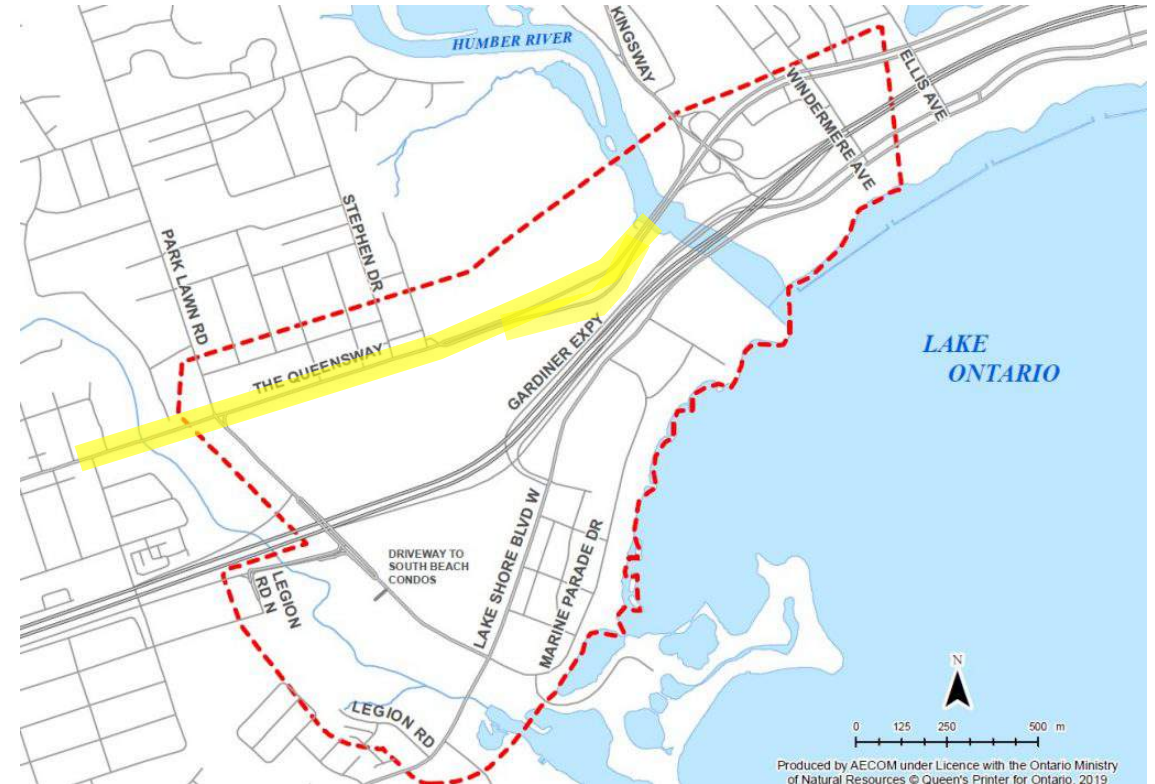 HUMBER RIVER
KINGSWAY
ELLIS AVE
WINDERMERE AVE
STEPHEN DR
PARK LAWN RD
THE QUEENSWAY
GARDINER EXPY
LAKE
ONTARIO
LAKE SHORE BLVD W
MARINE PARADE DR
DRIVEWAY TO
SOUTH BEACH
CONDOS
LEGION
RD N
LEGION RD
N
0 125 250 500 m
Produced by AECOM under Licence with the Ontario Ministry
of Natural Resources © Queen's Printer for Ontario, 2019